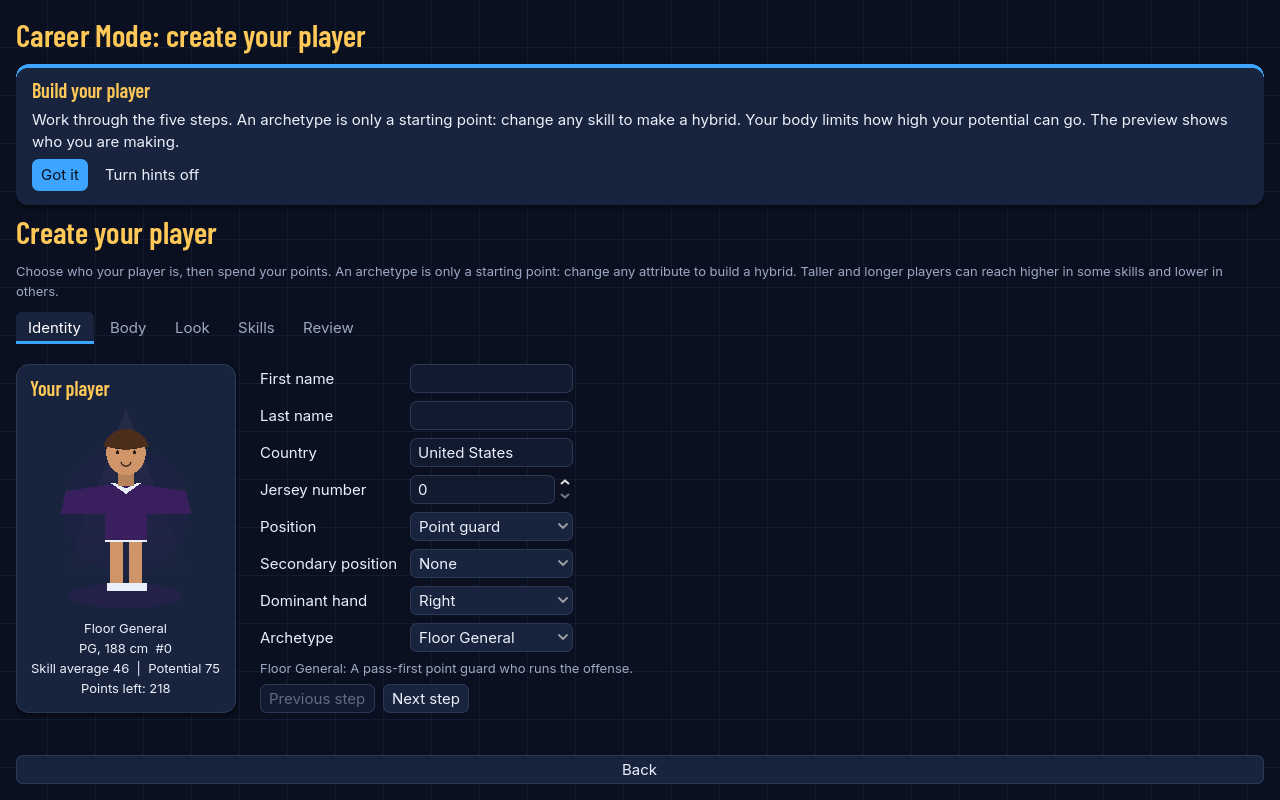 Career Mode: create your player
Build your player
Work through the five steps. An archetype is only a starting point: change any skill to make a hybrid. Your body limits how high your potential can go. The preview shows
who you are making.
Got it
Turn hints off
Create your player
Choose who your player is, then spend your points. An archetype is only a starting point: change any attribute to build a hybrid. Taller and longer players can reach higher in some skills and lower in
others.
Identity
Body
Look
Skills
Review
Your player
Floor General
PG, 188 cm #0
Skill average 46 | Potential 75
Points left: 218
First name
Last name
Country
United States
Jersey number
0
Position
Point guard
Secondary position
None
Dominant hand
Right
Archetype
Floor General
Floor General: A pass-first point guard who runs the offense.
Previous step
Next step
Back